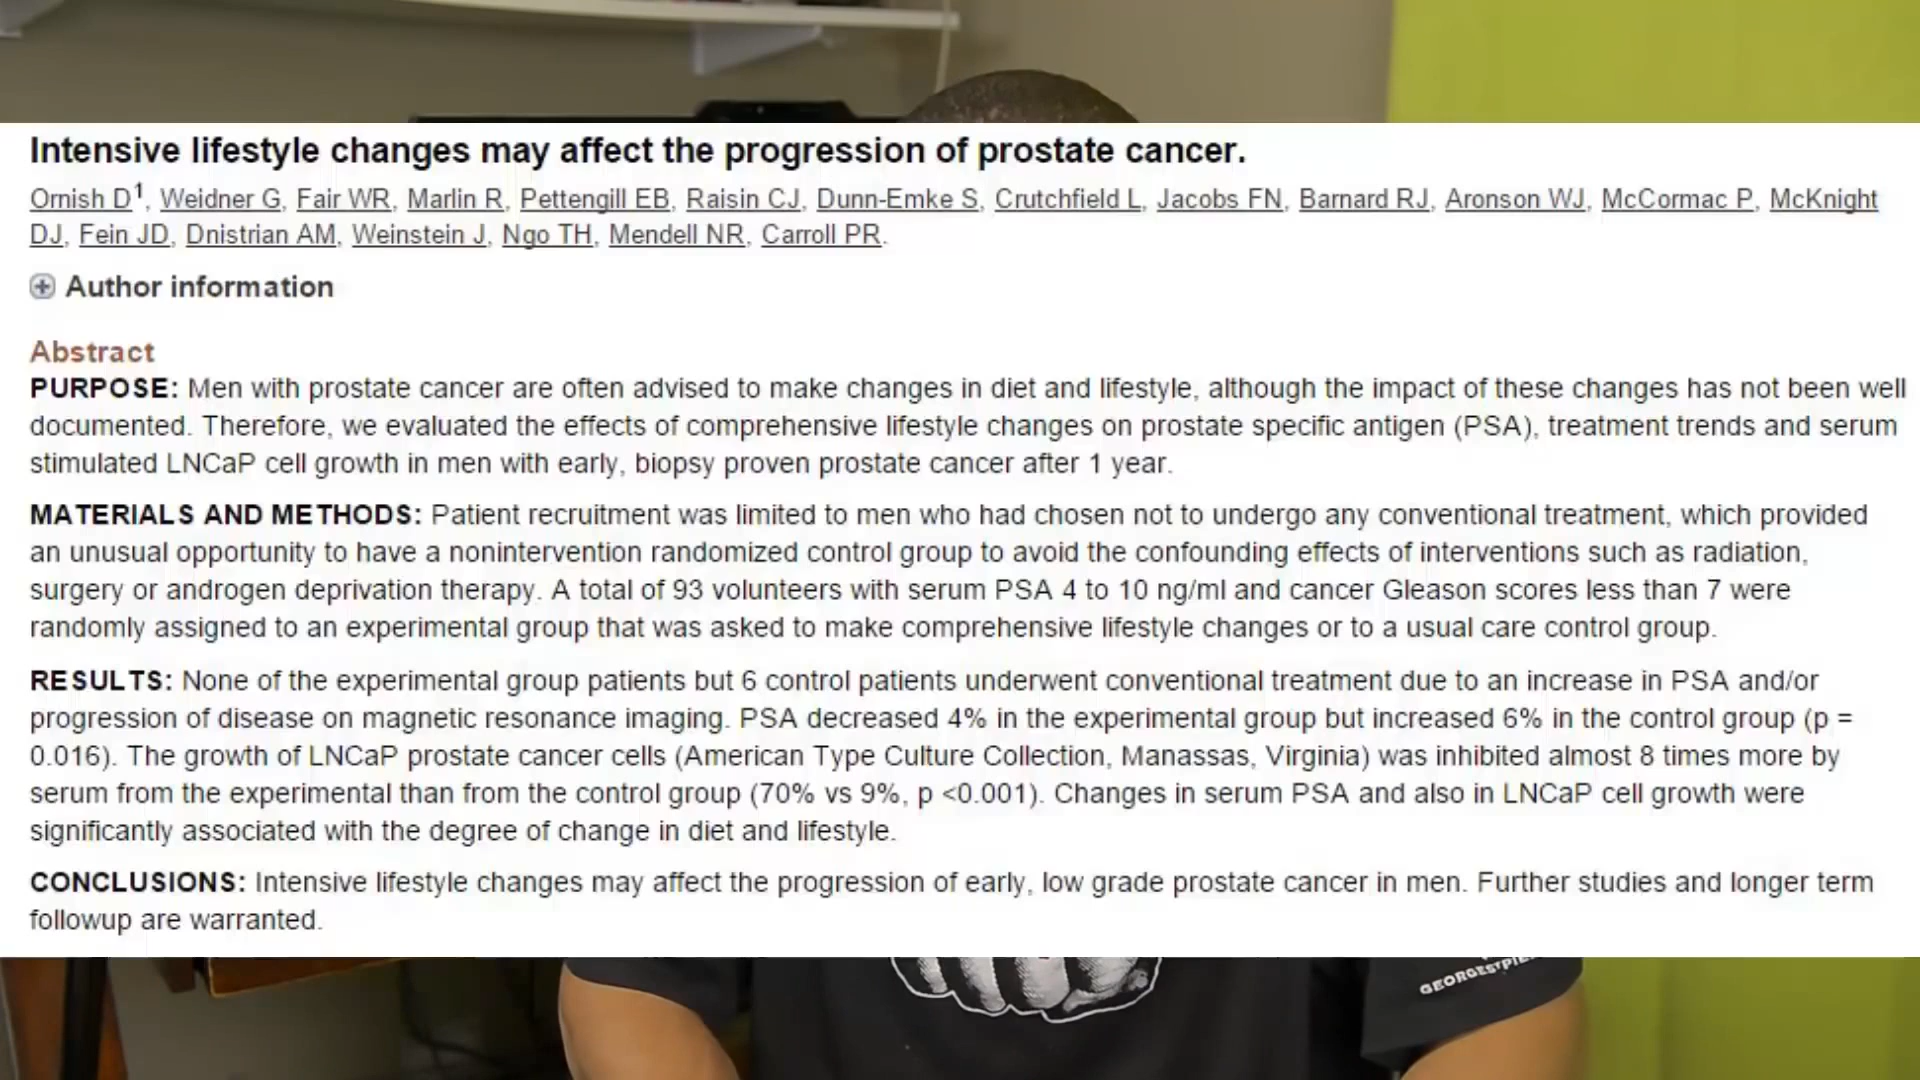 Intensive lifestyle changes may affect the progression of prostate cancer.
Ornish D1, Weidner G, Fair WR, Marlin R, Pettengill EB, Raisin CJ, Dunn-Emke S, Crutchfield L, Jacobs FN, Barnard RJ, Aronson WJ, McCormac P, McKnight
DJ, Fein JD, Dnistrian AM, Weinstein J, Ngo TH, Mendell NR, Carroll PR.
Author information
Abstract
PURPOSE: Men with prostate cancer are often advised to make changes in diet and lifestyle, although the impact of these changes has not been well
documented. Therefore, we evaluated the effects of comprehensive lifestyle changes on prostate specific antigen (PSA), treatment trends and serum
stimulated LNCaP cell growth in men with early, biopsy proven prostate cancer after 1 year.
MATERIALS AND METHODS: Patient recruitment was limited to men who had chosen not to undergo any conventional treatment, which provided
an unusual opportunity to have a nonintervention randomized control group to avoid the confounding effects of interventions such as radiation,
surgery or androgen deprivation therapy. A total of 93 volunteers with serum PSA 4 to 10 ng/ml and cancer Gleason scores less than 7 were
randomly assigned to an experimental group that was asked to make comprehensive lifestyle changes or to a usual care control group.
RESULTS: None of the experimental group patients but 6 control patients underwent conventional treatment due to an increase in PSA and/or
progression of disease on magnetic resonance imaging. PSA decreased 4% in the experimental group but increased 6% in the control group (p =
0.016). The growth of LNCaP prostate cancer cells (American Type Culture Collection, Manassas, Virginia) was inhibited almost 8 times more by
serum from the experimental than from the control group (70% vs 9%, p <0.001). Changes in serum PSA and also in LNCaP cell growth were
significantly associated with the degree of change in diet and lifestyle.
CONCLUSIONS: Intensive lifestyle changes may affect the progression of early, low grade prostate cancer in men. Further studies and longer term
followup are warranted.